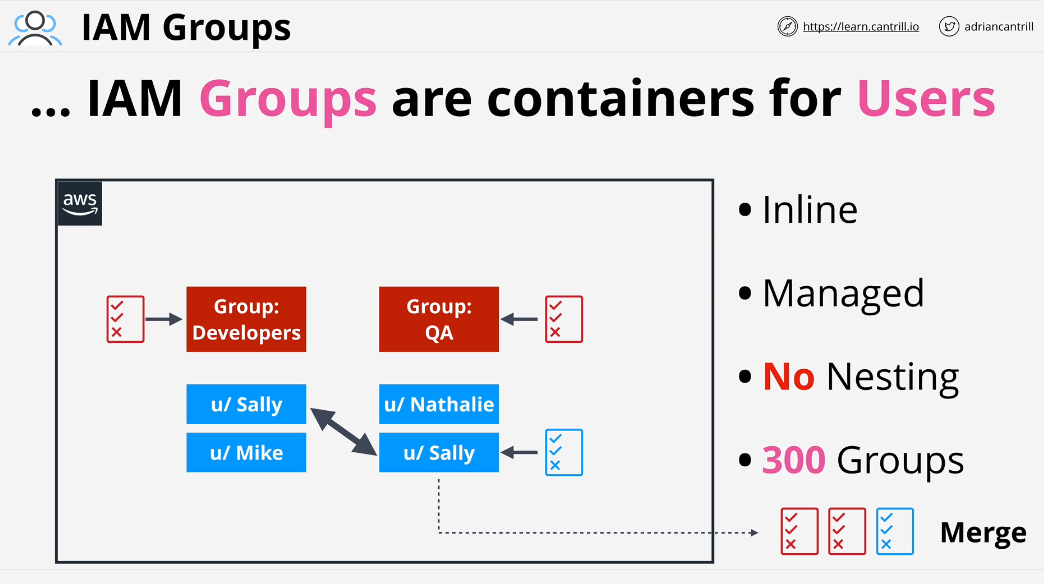 IAM Groups
https://learn.cantrill.io
adriancantrill
... IAM Groups are containers for Users
aws
Group:
Developers
Group:
QA
u/ Sally
u/ Nathalie
u/ Mike
u/ Sally
• Inline
• Managed
• No Nesting
• 300 Groups
Merge